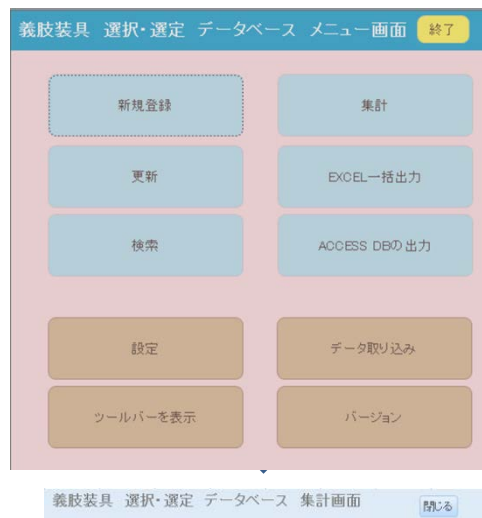 義肢装具 選択・選定 データベース メニュー画面 終了
新規登録 集計
更新 EXCEL一括出力
検索 ACCESS DBの出力
設定 データ取り込み
ツールバーを表示 バージョン
義肢装具 選択・選定 データベース 集計画面 閉じる